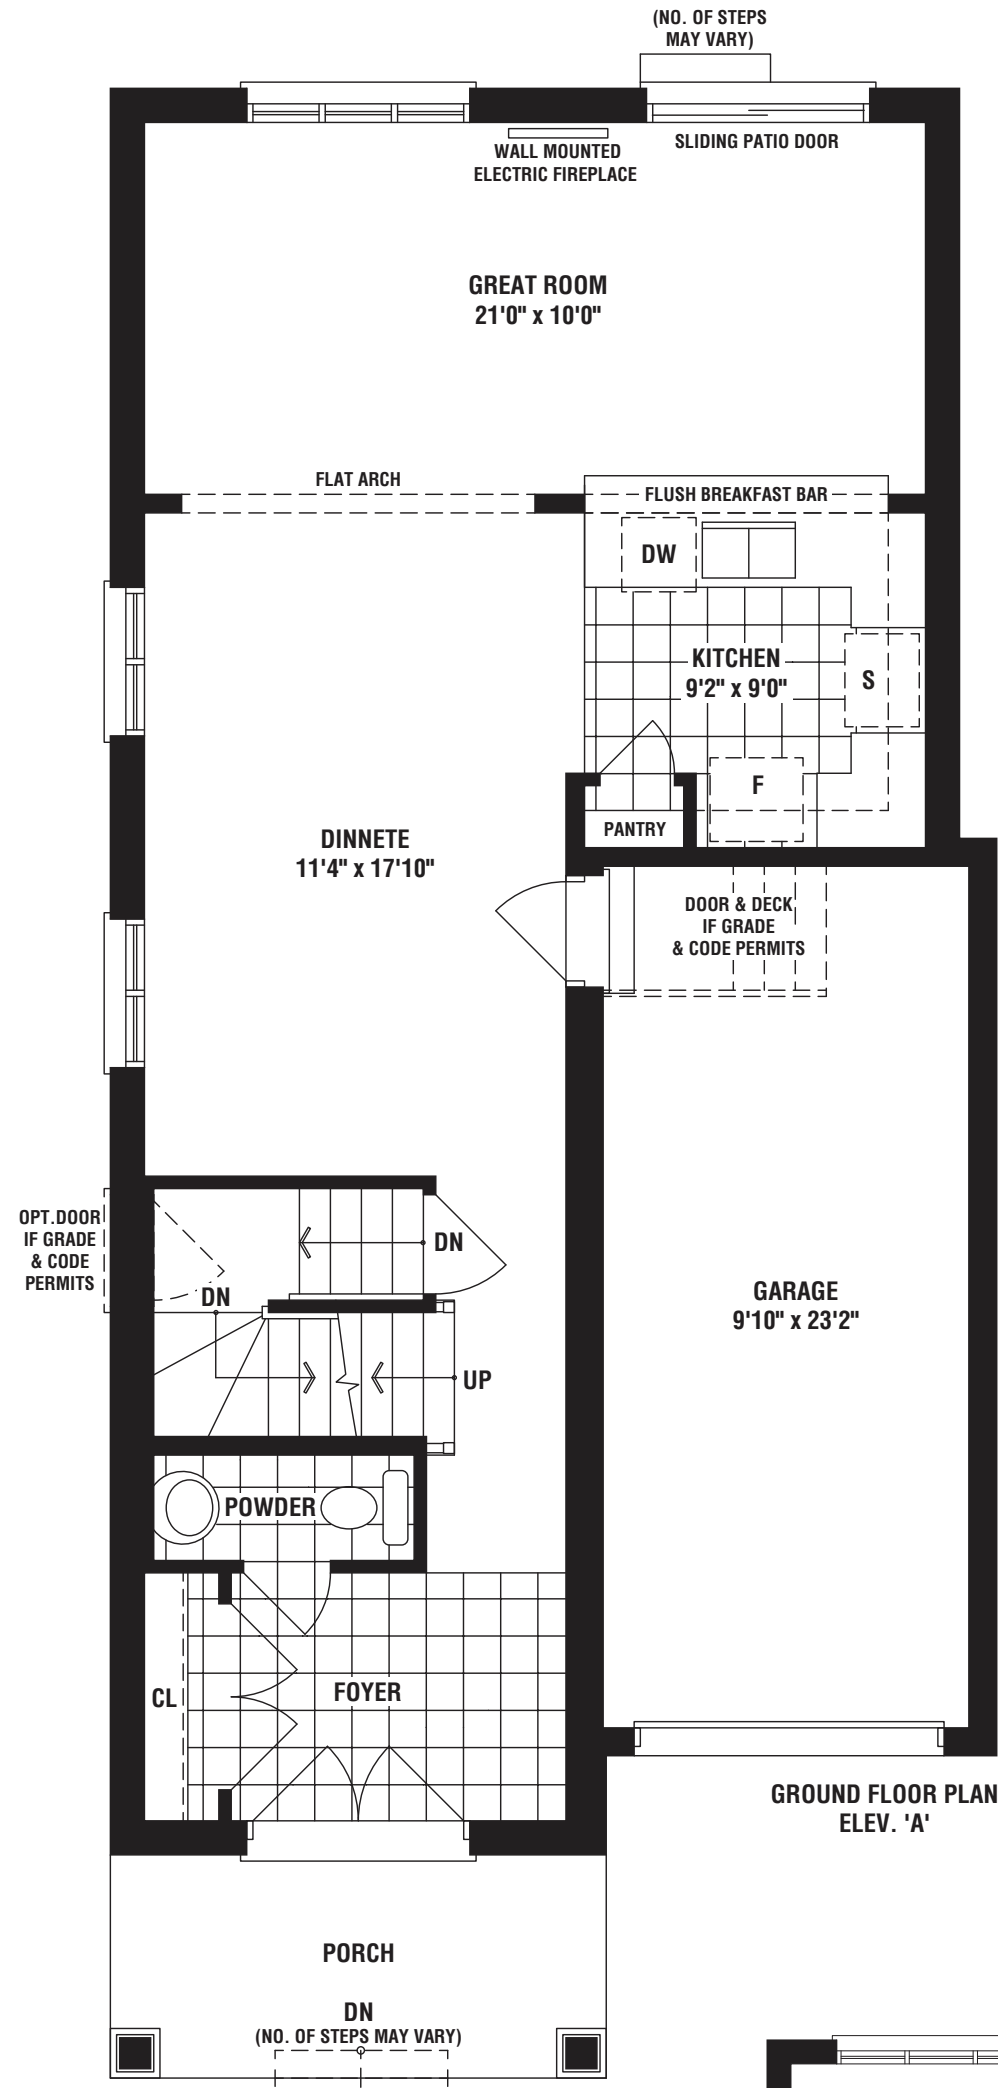 (NO. OF STEPS
MAY VARY)
WALL MOUNTED
ELECTRIC FIREPLACE
SLIDING PATIO DOOR
GREAT ROOM
21'0" x 10'0"
FLAT ARCH
FLUSH BREAKFAST BAR
DW
KITCHEN
9'2" x 9'0"
S
F
PANTRY
DINNETE
11'4" x 17'10"
DOOR & DECK
IF GRADE
& CODE PERMITS
OPT.DOOR
IF GRADE
& CODE
PERMITS
DN
DN
UP
GARAGE
9'10" x 23'2"
POWDER
CL
FOYER
GROUND FLOOR PLAN
ELEV. 'A'
PORCH
DN
(NO. OF STEPS MAY VARY)